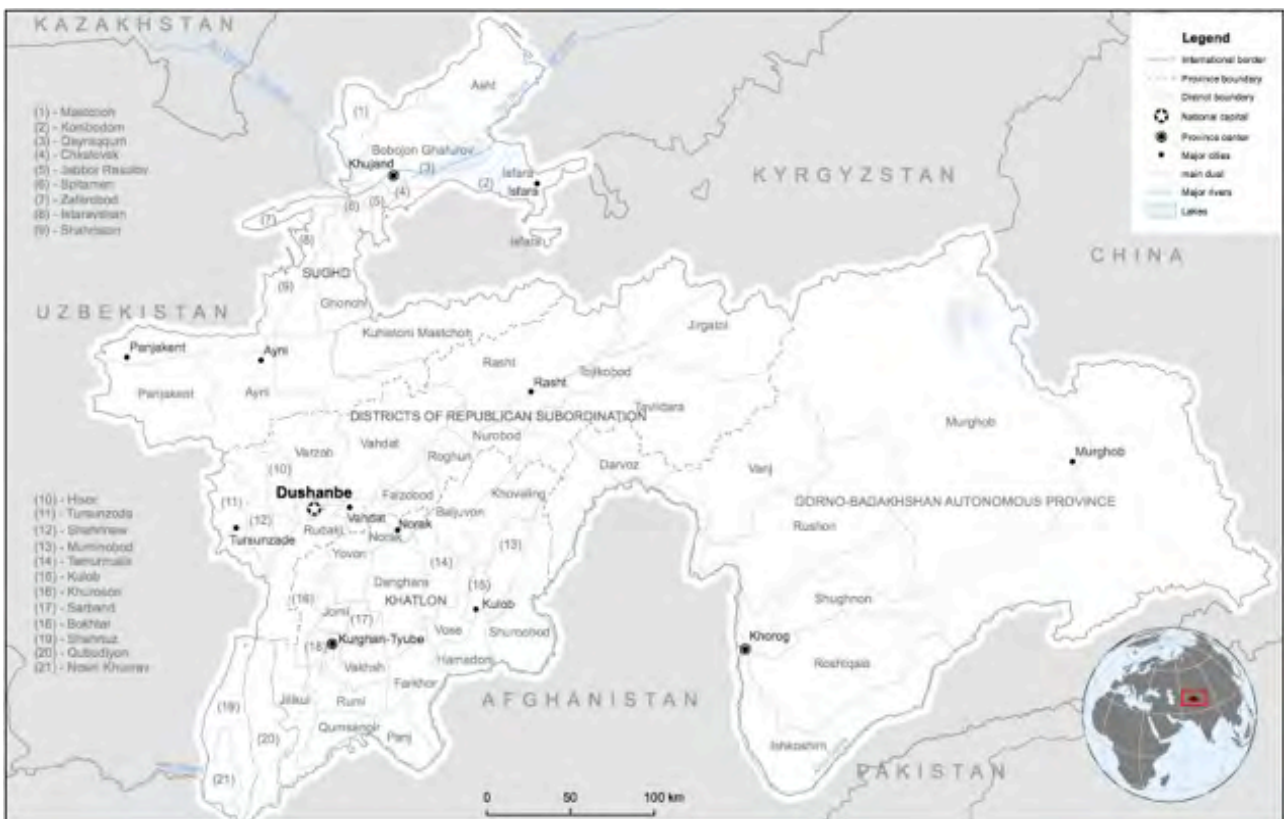 KAZAKHSTAN
Legend
International border
Province boundary
District boundary
National capital
Province center
Major cities
main dual
Major rivers
Lakes
(1) - Mastchoh
(2) - Konibodom
(3) - Qayraqqum
(4) - Chkalovsk
(5) - Jabbor Rasulov
(6) - Spitamen
(7) - Zafarobod
(8) - Istaravshan
(9) - Shahriston
Asht
(1)
Bobojon Ghafurov
Khujand
(3)
(4)
(2)
Isfara
Isfara
(5)
(6)
(7)
(8)
Isfara
KYRGYZSTAN
CHINA
SUGHD
(9)
Ghonchi
UZBEKISTAN
Kuhistoni Mastchoh
Jirgatol
Panjakent
Ayni
Rasht
Rasht
Tojikobod
Panjakent
Ayni
Tavildara
DISTRICTS OF REPUBLICAN SUBORDINATION
Murghob
Nurobod
Vahdat
Varzob
Roghun
Darvoz
Vanj
Murghob
(10)
Dushanbe
Faizobod
Khovaling
GORNO-BADAKHSHAN AUTONOMOUS PROVINCE
(11)
(12)
Vahdat
Baljuvon
Tursunzade
Rudaki
Norak
Norak
Rushon
Yovon
(13)
(14)
Danghara
(15)
(16)
KHATLON
Kulob
Jomi
(17)
Shughnon
Kurghan-Tyube
(18)
Vose
Shuroobod
Khorog
Vakhsh
Hamadoni
Roshtqala
Farkhor
Jilikul
Rumi
AFGHANISTAN
(19)
Qumsangir
Panj
(20)
Ishkoshim
(21)
PAKISTAN
(10) - Hisor
(11) - Tursunzoda
(12) - Shahrinaw
(13) - Muminobod
(14) - Temurmalik
(15) - Kulob
(16) - Khuroson
(17) - Sarband
(18) - Bokhtar
(19) - Shahrtuz
(20) - Qubodiyon
(21) - Nosiri Khusrav
0 50 100 km